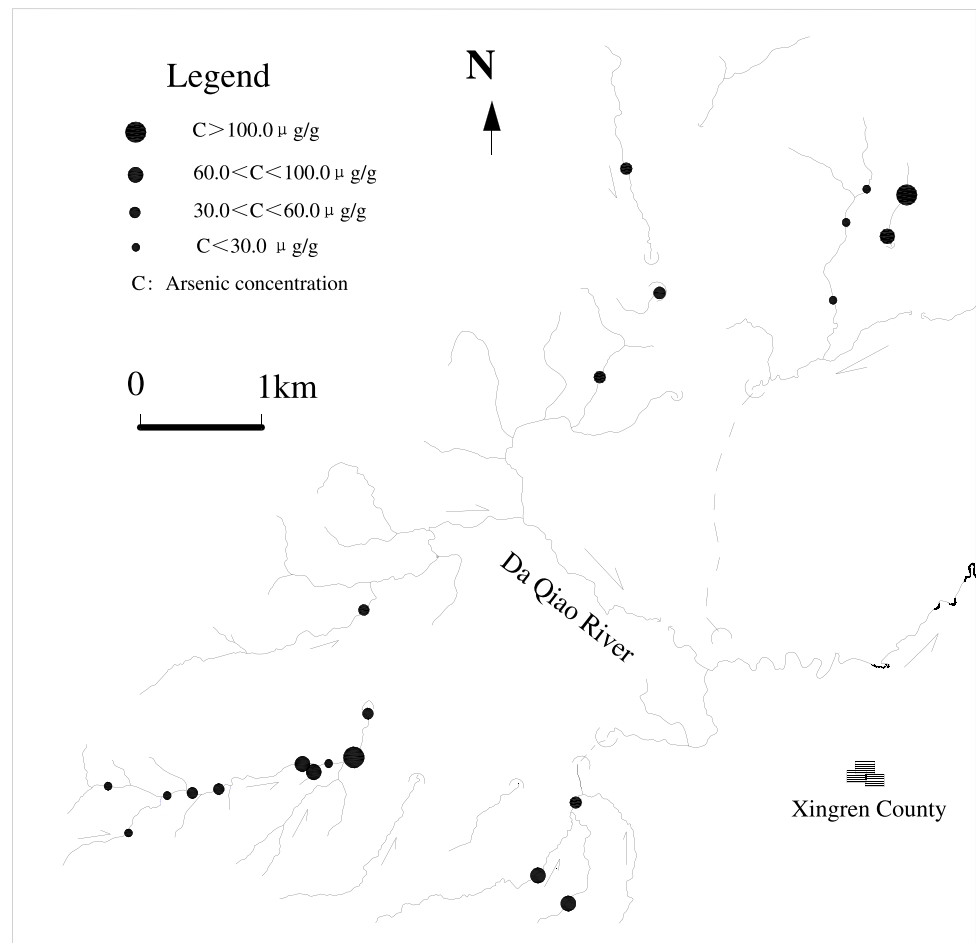 Legend
N
C＞100.0 μ g/g
60.0＜C＜100.0 μ g/g
30.0＜C＜60.0 μ g/g
C＜30.0 μ g/g
C: Arsenic concentration
0 1km
Da Qiao River
Xingren County